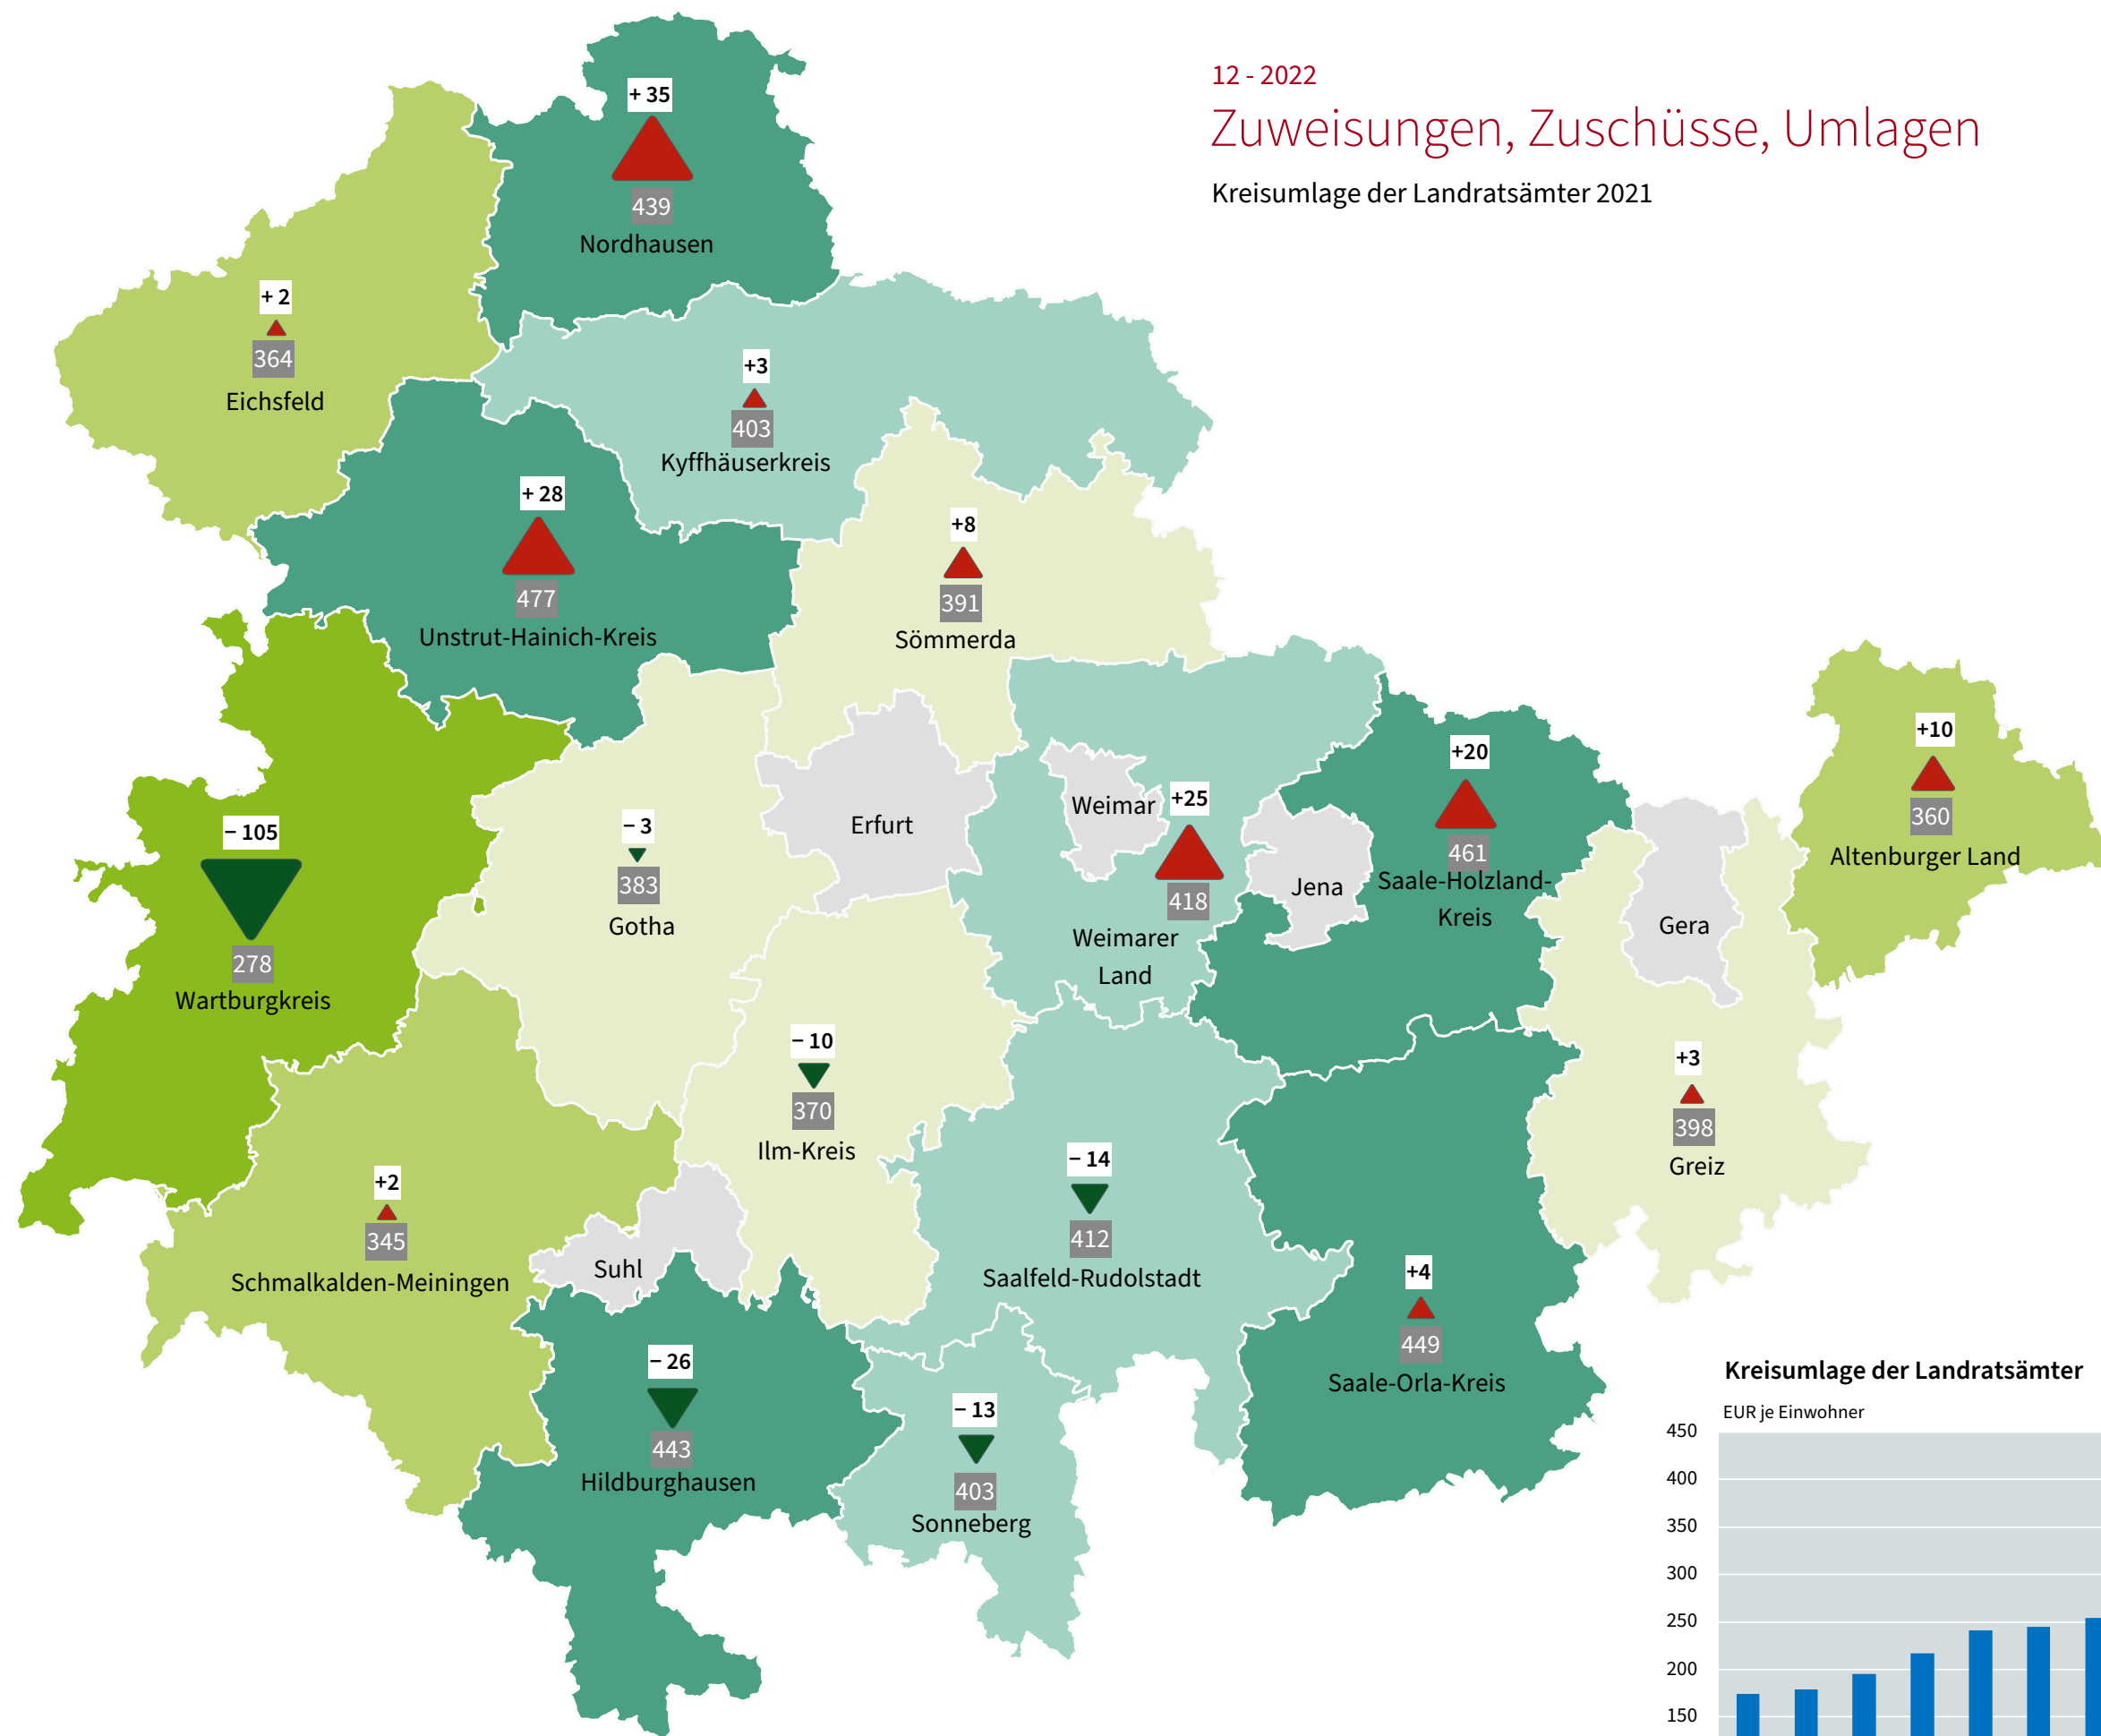 12 - 2022
Zuweisungen, Zuschüsse, Umlagen
Kreisumlage der Landratsämter 2021
+ 35
439
Nordhausen
+ 2
364
Eichsfeld
+3
403
Kyffhäuserkreis
+ 28
477
Unstrut-Hainich-Kreis
+8
391
Sömmerda
+10
360
Altenburger Land
+20
461
Saale-Holzland-
Kreis
Weimar
+25
418
Weimarer
Land
Erfurt
Jena
Gera
− 105
278
Wartburgkreis
− 3
383
Gotha
− 10
370
Ilm-Kreis
+3
398
Greiz
− 14
412
Saalfeld-Rudolstadt
+2
345
Schmalkalden-Meiningen
Suhl
+4
449
Saale-Orla-Kreis
− 26
443
Hildburghausen
− 13
403
Sonneberg
Kreisumlage der Landratsämter
EUR je Einwohner
450
400
350
300
250
200
150